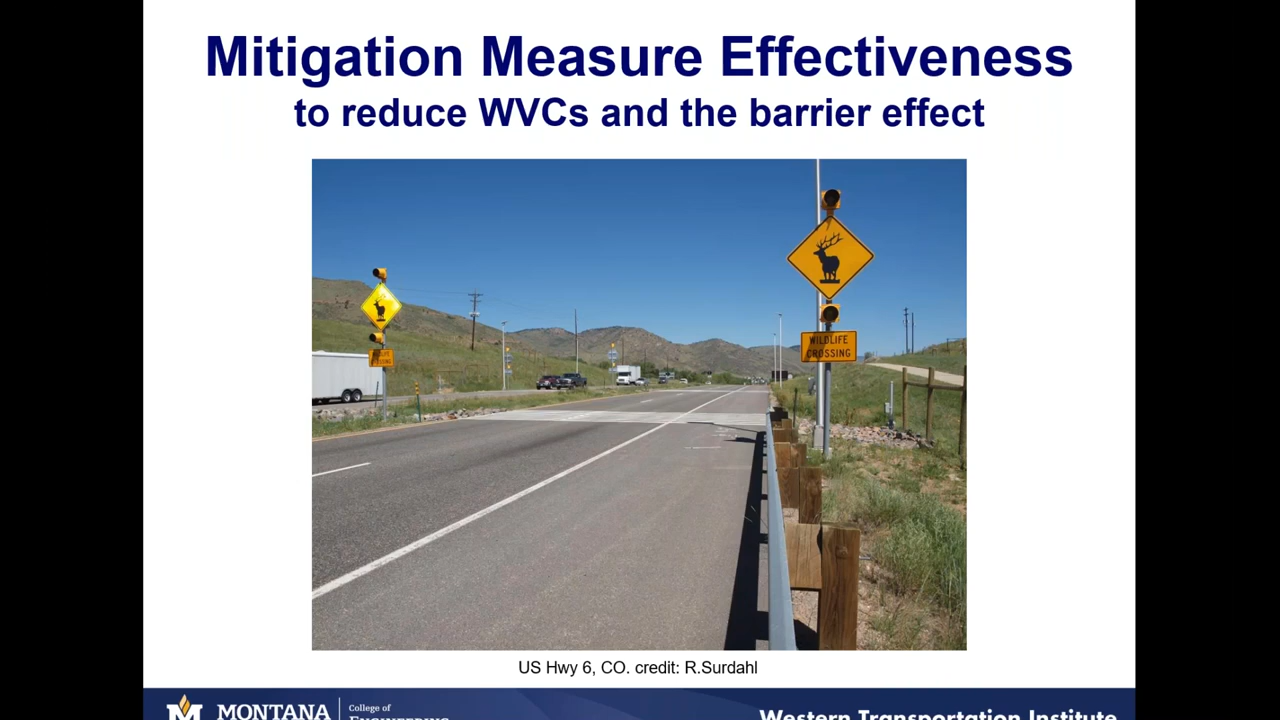 Mitigation Measure Effectiveness
to reduce WVCs and the barrier effect
WILDLIFE
CROSSING
US Hwy 6, CO. credit: R.Surdahl
MONTANA
College of
ENGINEERING
Western Transportation Institute